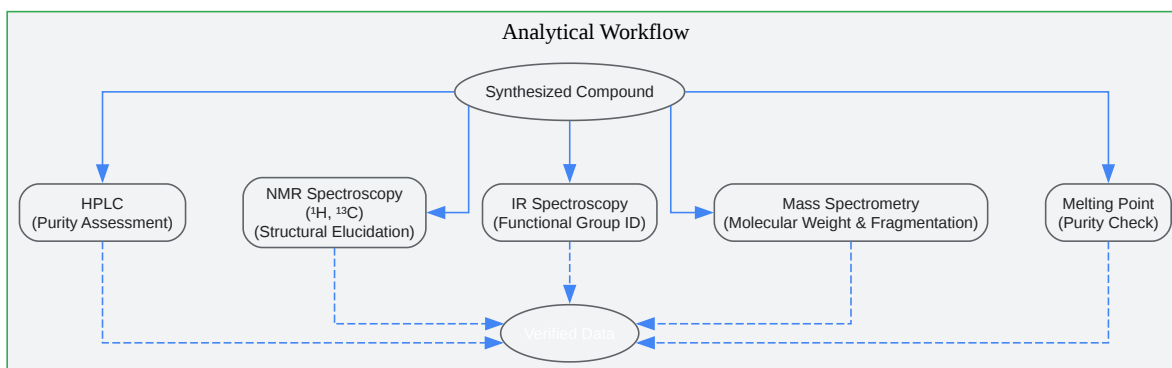 Analytical Workflow
Synthesized Compound
HPLC
(Purity Assessment)
NMR Spectroscopy
(¹H, ¹³C)
(Structural Elucidation)
IR Spectroscopy
(Functional Group ID)
Mass Spectrometry
(Molecular Weight & Fragmentation)
Melting Point
(Purity Check)
Verified Data